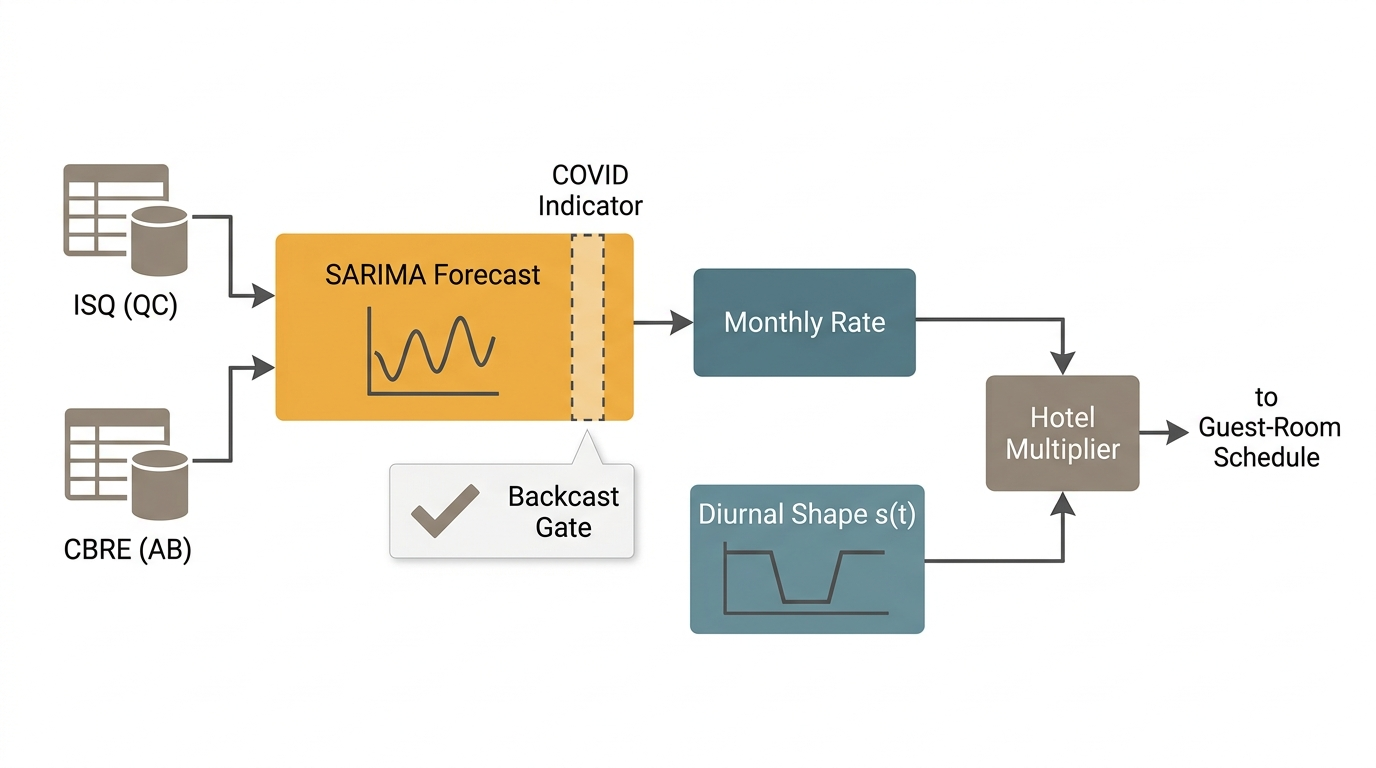 COVID
Indicator
SARIMA Forecast
ISQ (QC)
CBRE (AB)
Backcast
Gate
Monthly Rate
Diurnal Shape s(t)
Hotel
Multiplier
to
Guest-Room
Schedule